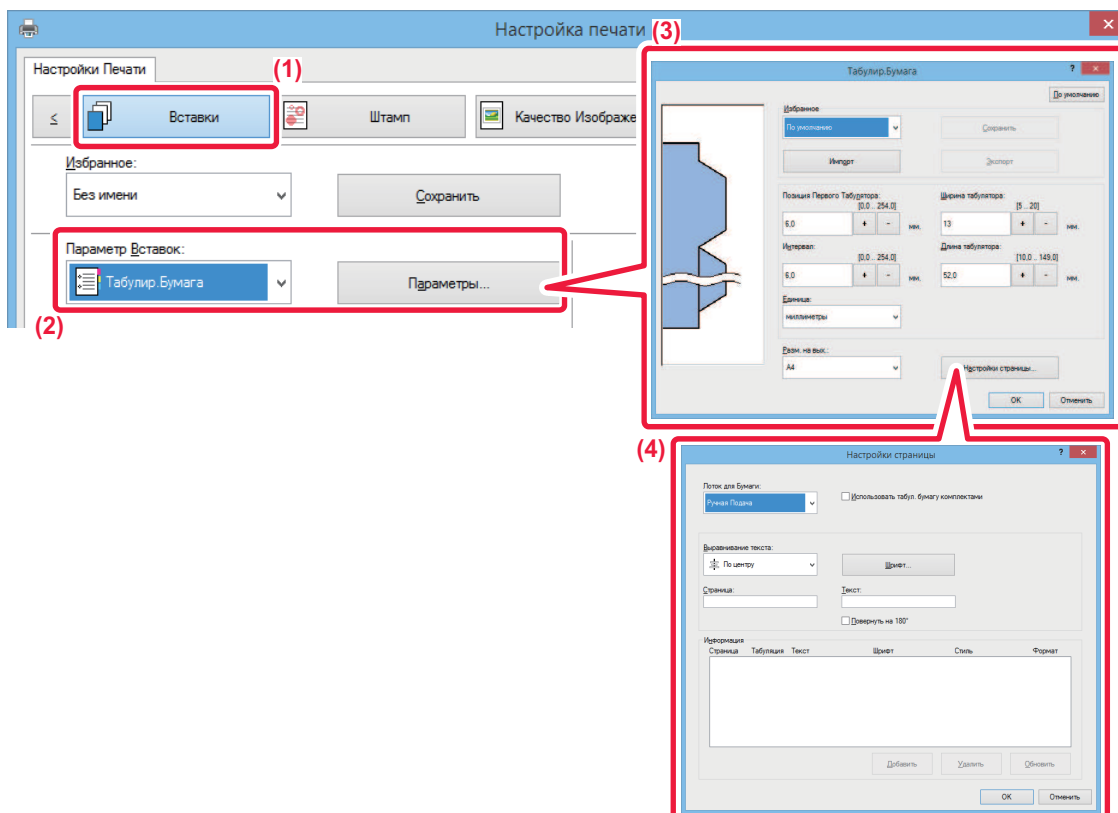 Настройка печати
(3)
Настройки Печати
(1)
<
Вставки
Штамп
Качество Изображе
Избранное:
Без имени
Сохранить
Параметр Вставок:
Табулир.Бумага
Параметры...
(2)
Табулир.Бумага
?
По умолчанию
Избранное
По умолчанию
Сохранить
Импорт
Экспорт
Позиция Первого Табулятора:
Ширина табулятора:
[0,0 .. 254,0]
[5 .. 20]
6,0
+ -
мм.
13
+ -
мм.
Интервал:
Длина табулятора:
[0,0 .. 254,0]
[10,0 .. 149,0]
6,0
+ -
мм.
52,0
+ -
мм.
Единица:
миллиметры
Разм. на вых.:
A4
Настройки страницы...
OK
Отменить
(4)
Настройки страницы
?
Лоток для Бумаги:
Ручная Подача
Использовать табул. бумагу комплектами
Выравнивание текста:
По центру
Шрифт...
Страница:
Текст:
Повернуть на 180°
Информация
Страница Табуляция Текст Шрифт Стиль Формат
Добавить
Удалить
Обновить
OK
Отменить